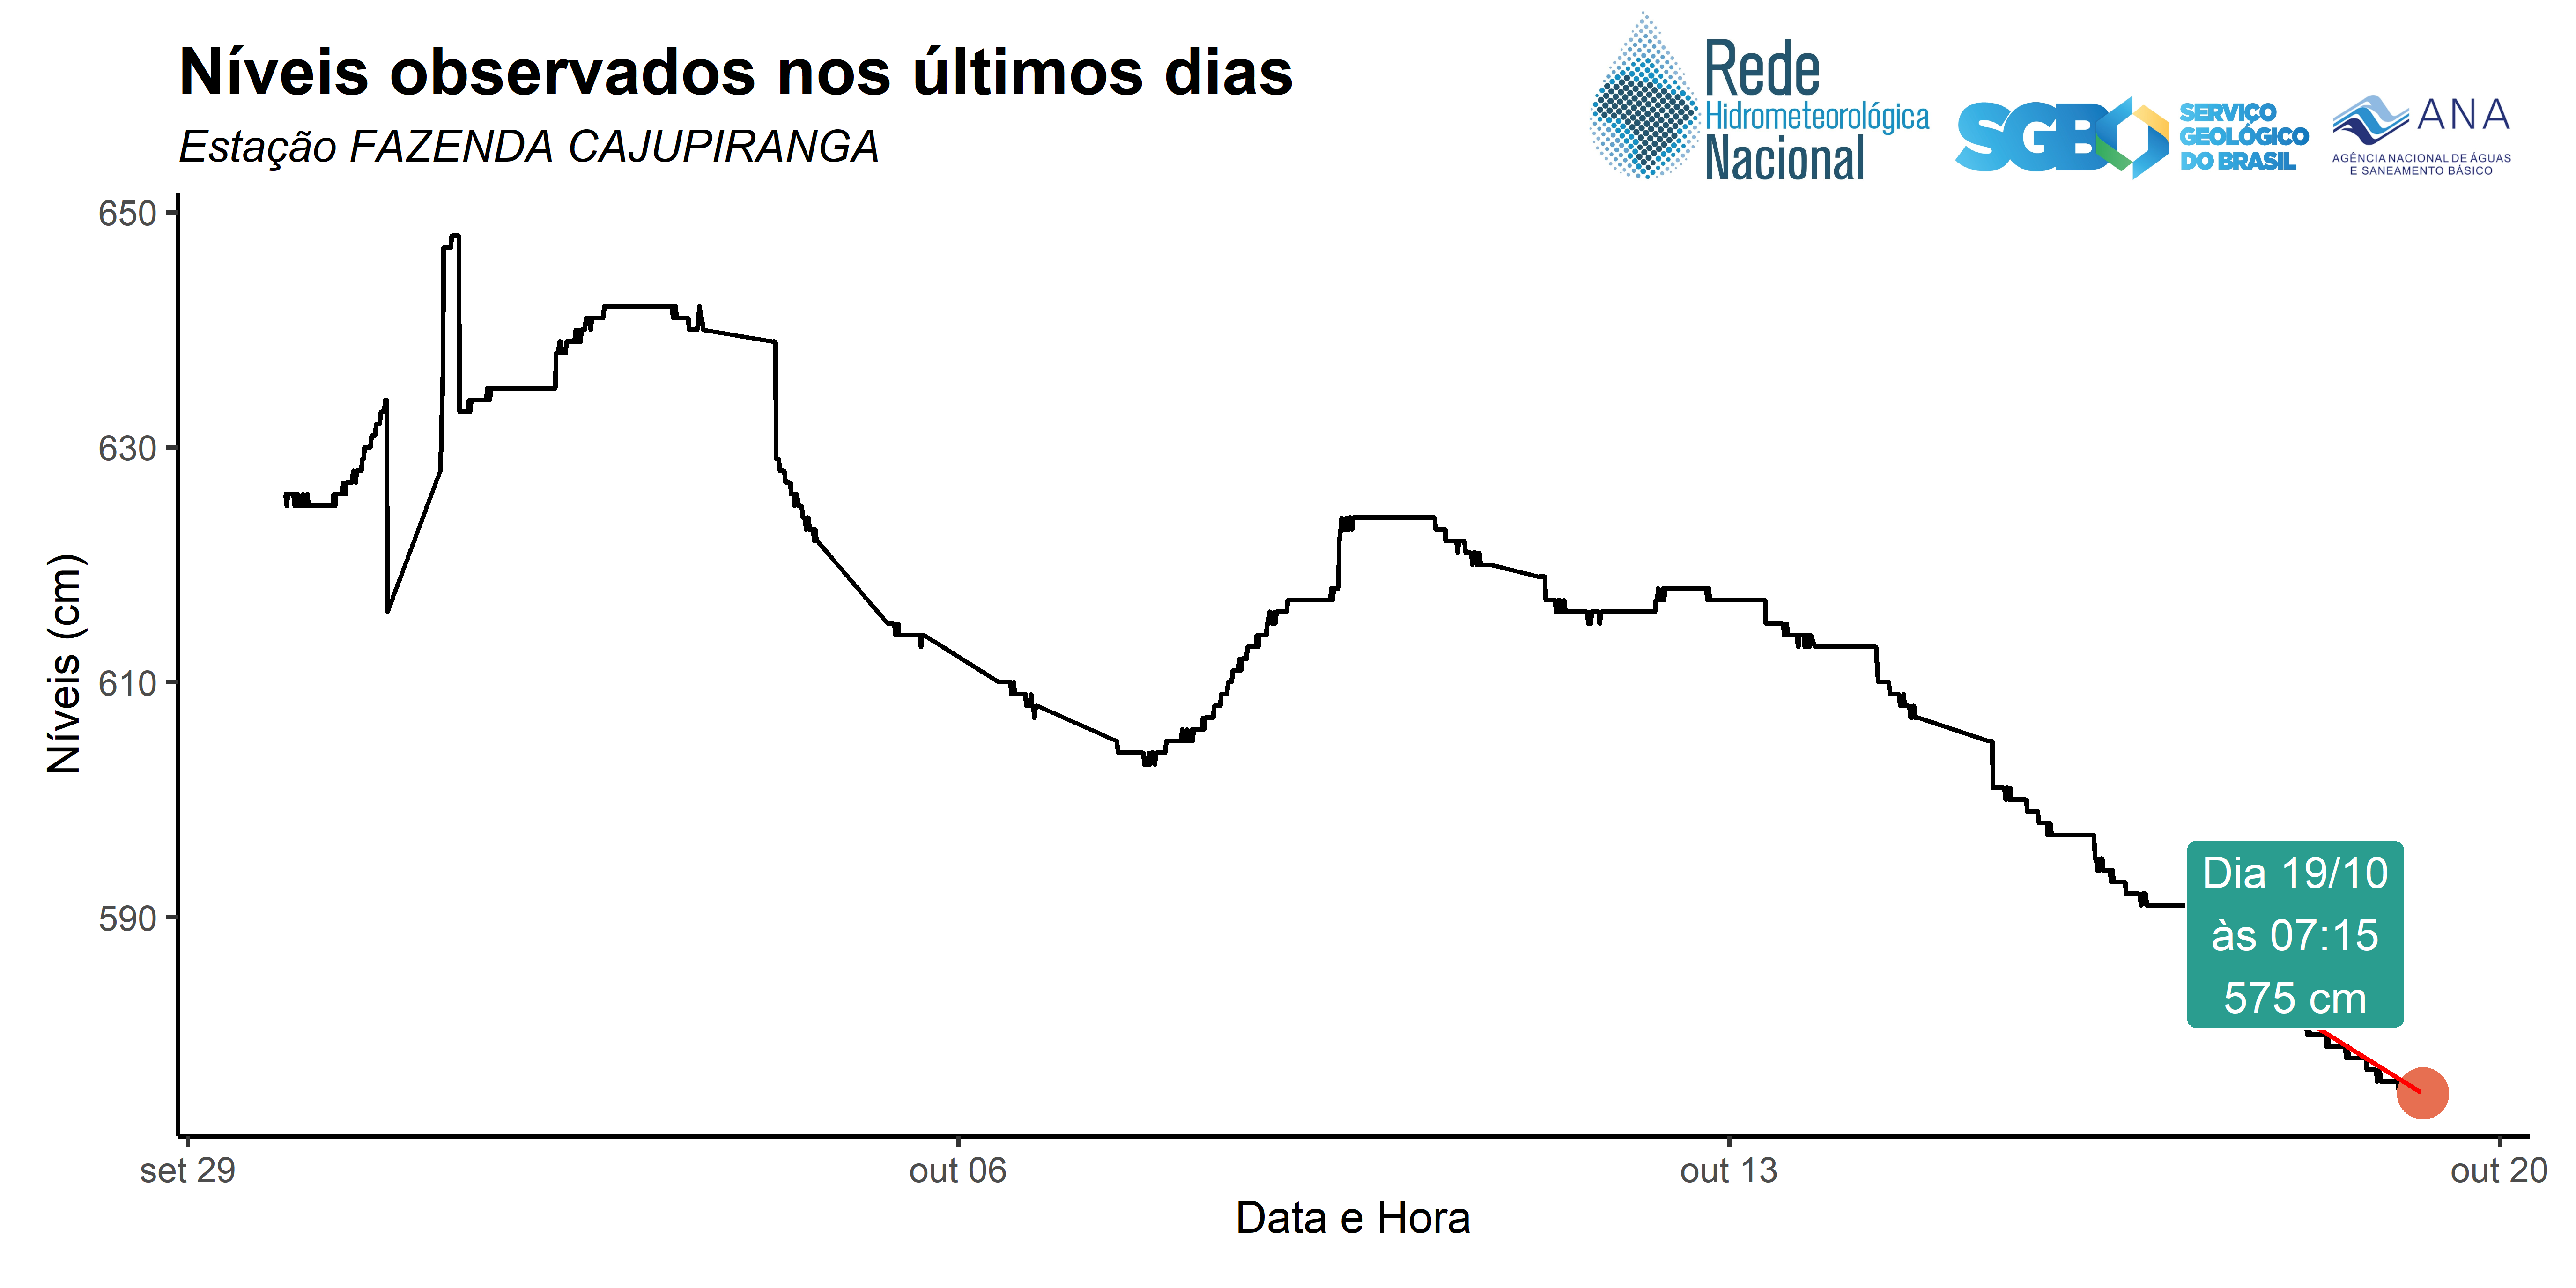 Níveis observados nos últimos dias
Estação FAZENDA CAJUPIRANGA
Rede
Hidrometeorológica
Nacional
SGB
SERVIÇO
GEOLÓGICO
DO BRASIL
ANA
AGÊNCIA NACIONAL DE ÁGUAS
E SANEAMENTO BÁSICO
650
630
610
590
Níveis (cm)
Dia 19/10
às 07:15
575 cm
set 29
out 06
out 13
out 20
Data e Hora